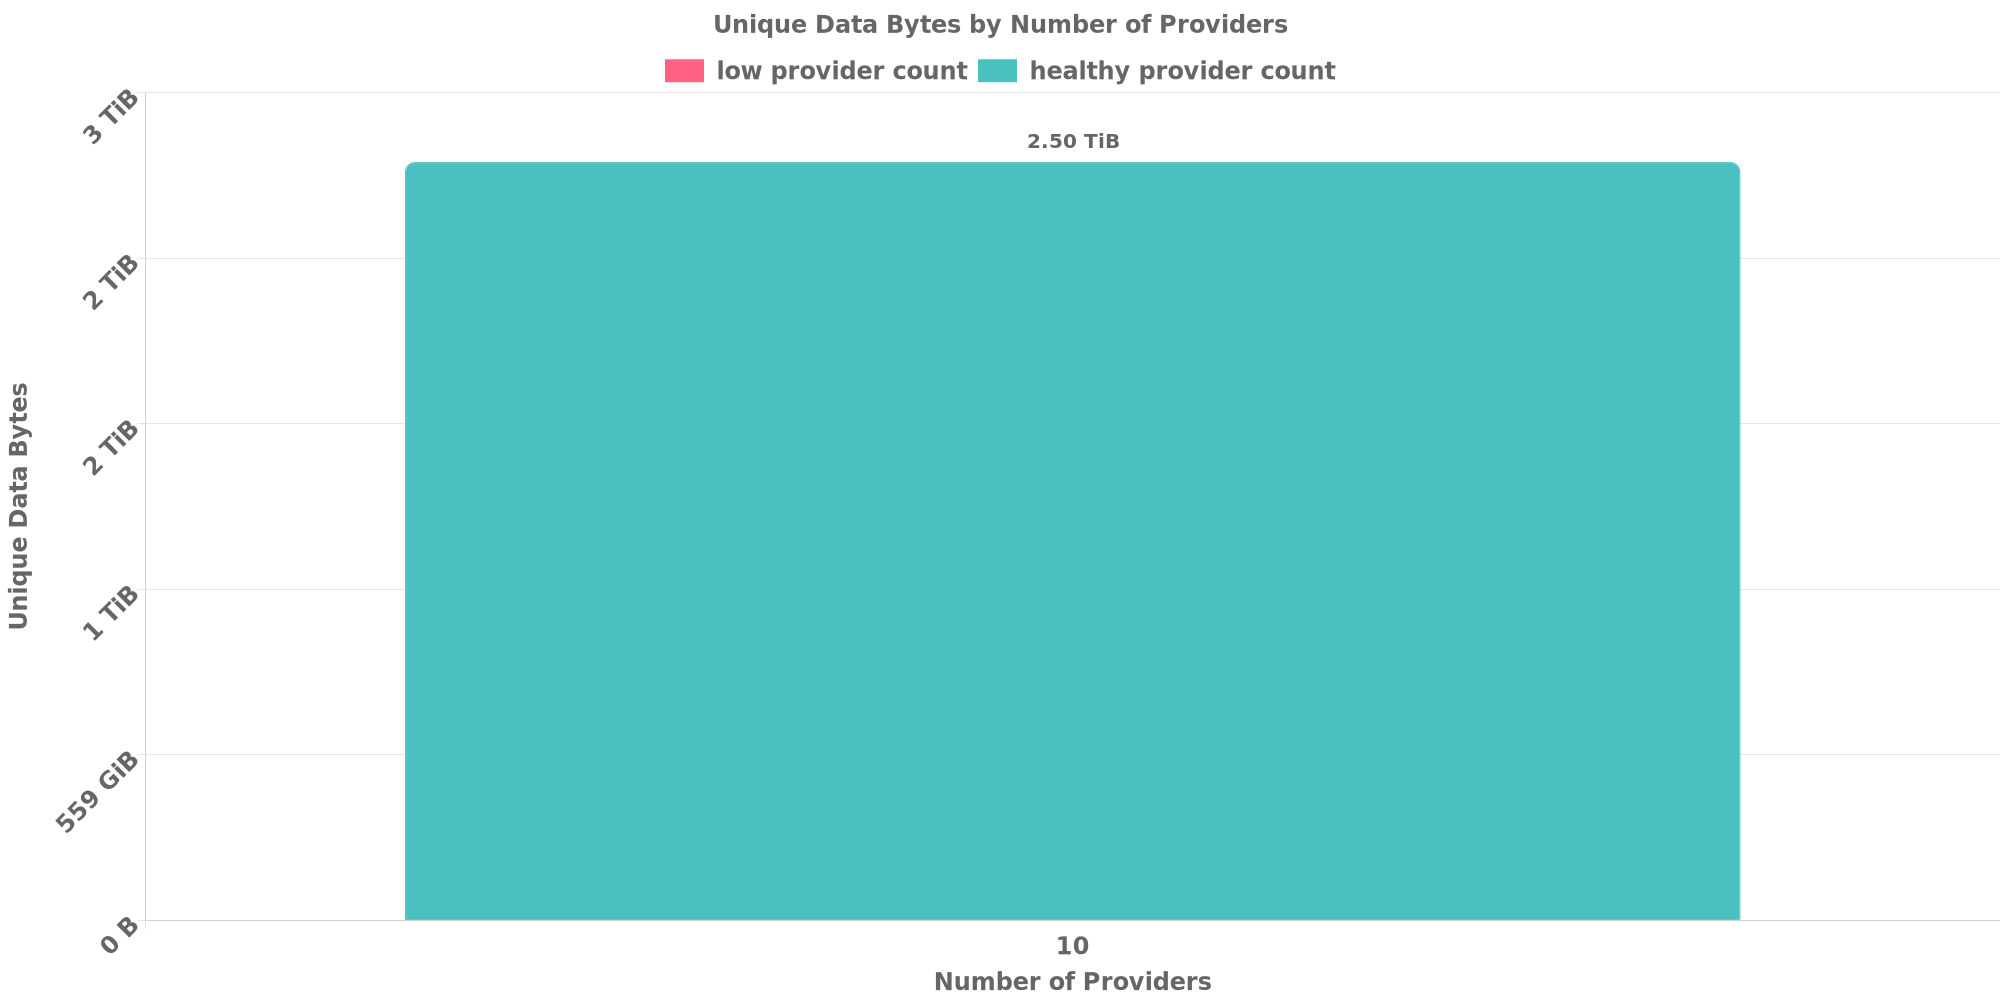 Unique Data Bytes by Number of Providers
low provider count
healthy provider count
3 TiB
2.50 TiB
2 TiB
2 TiB
1 TiB
559 GiB
0 B
Unique Data Bytes
10
Number of Providers